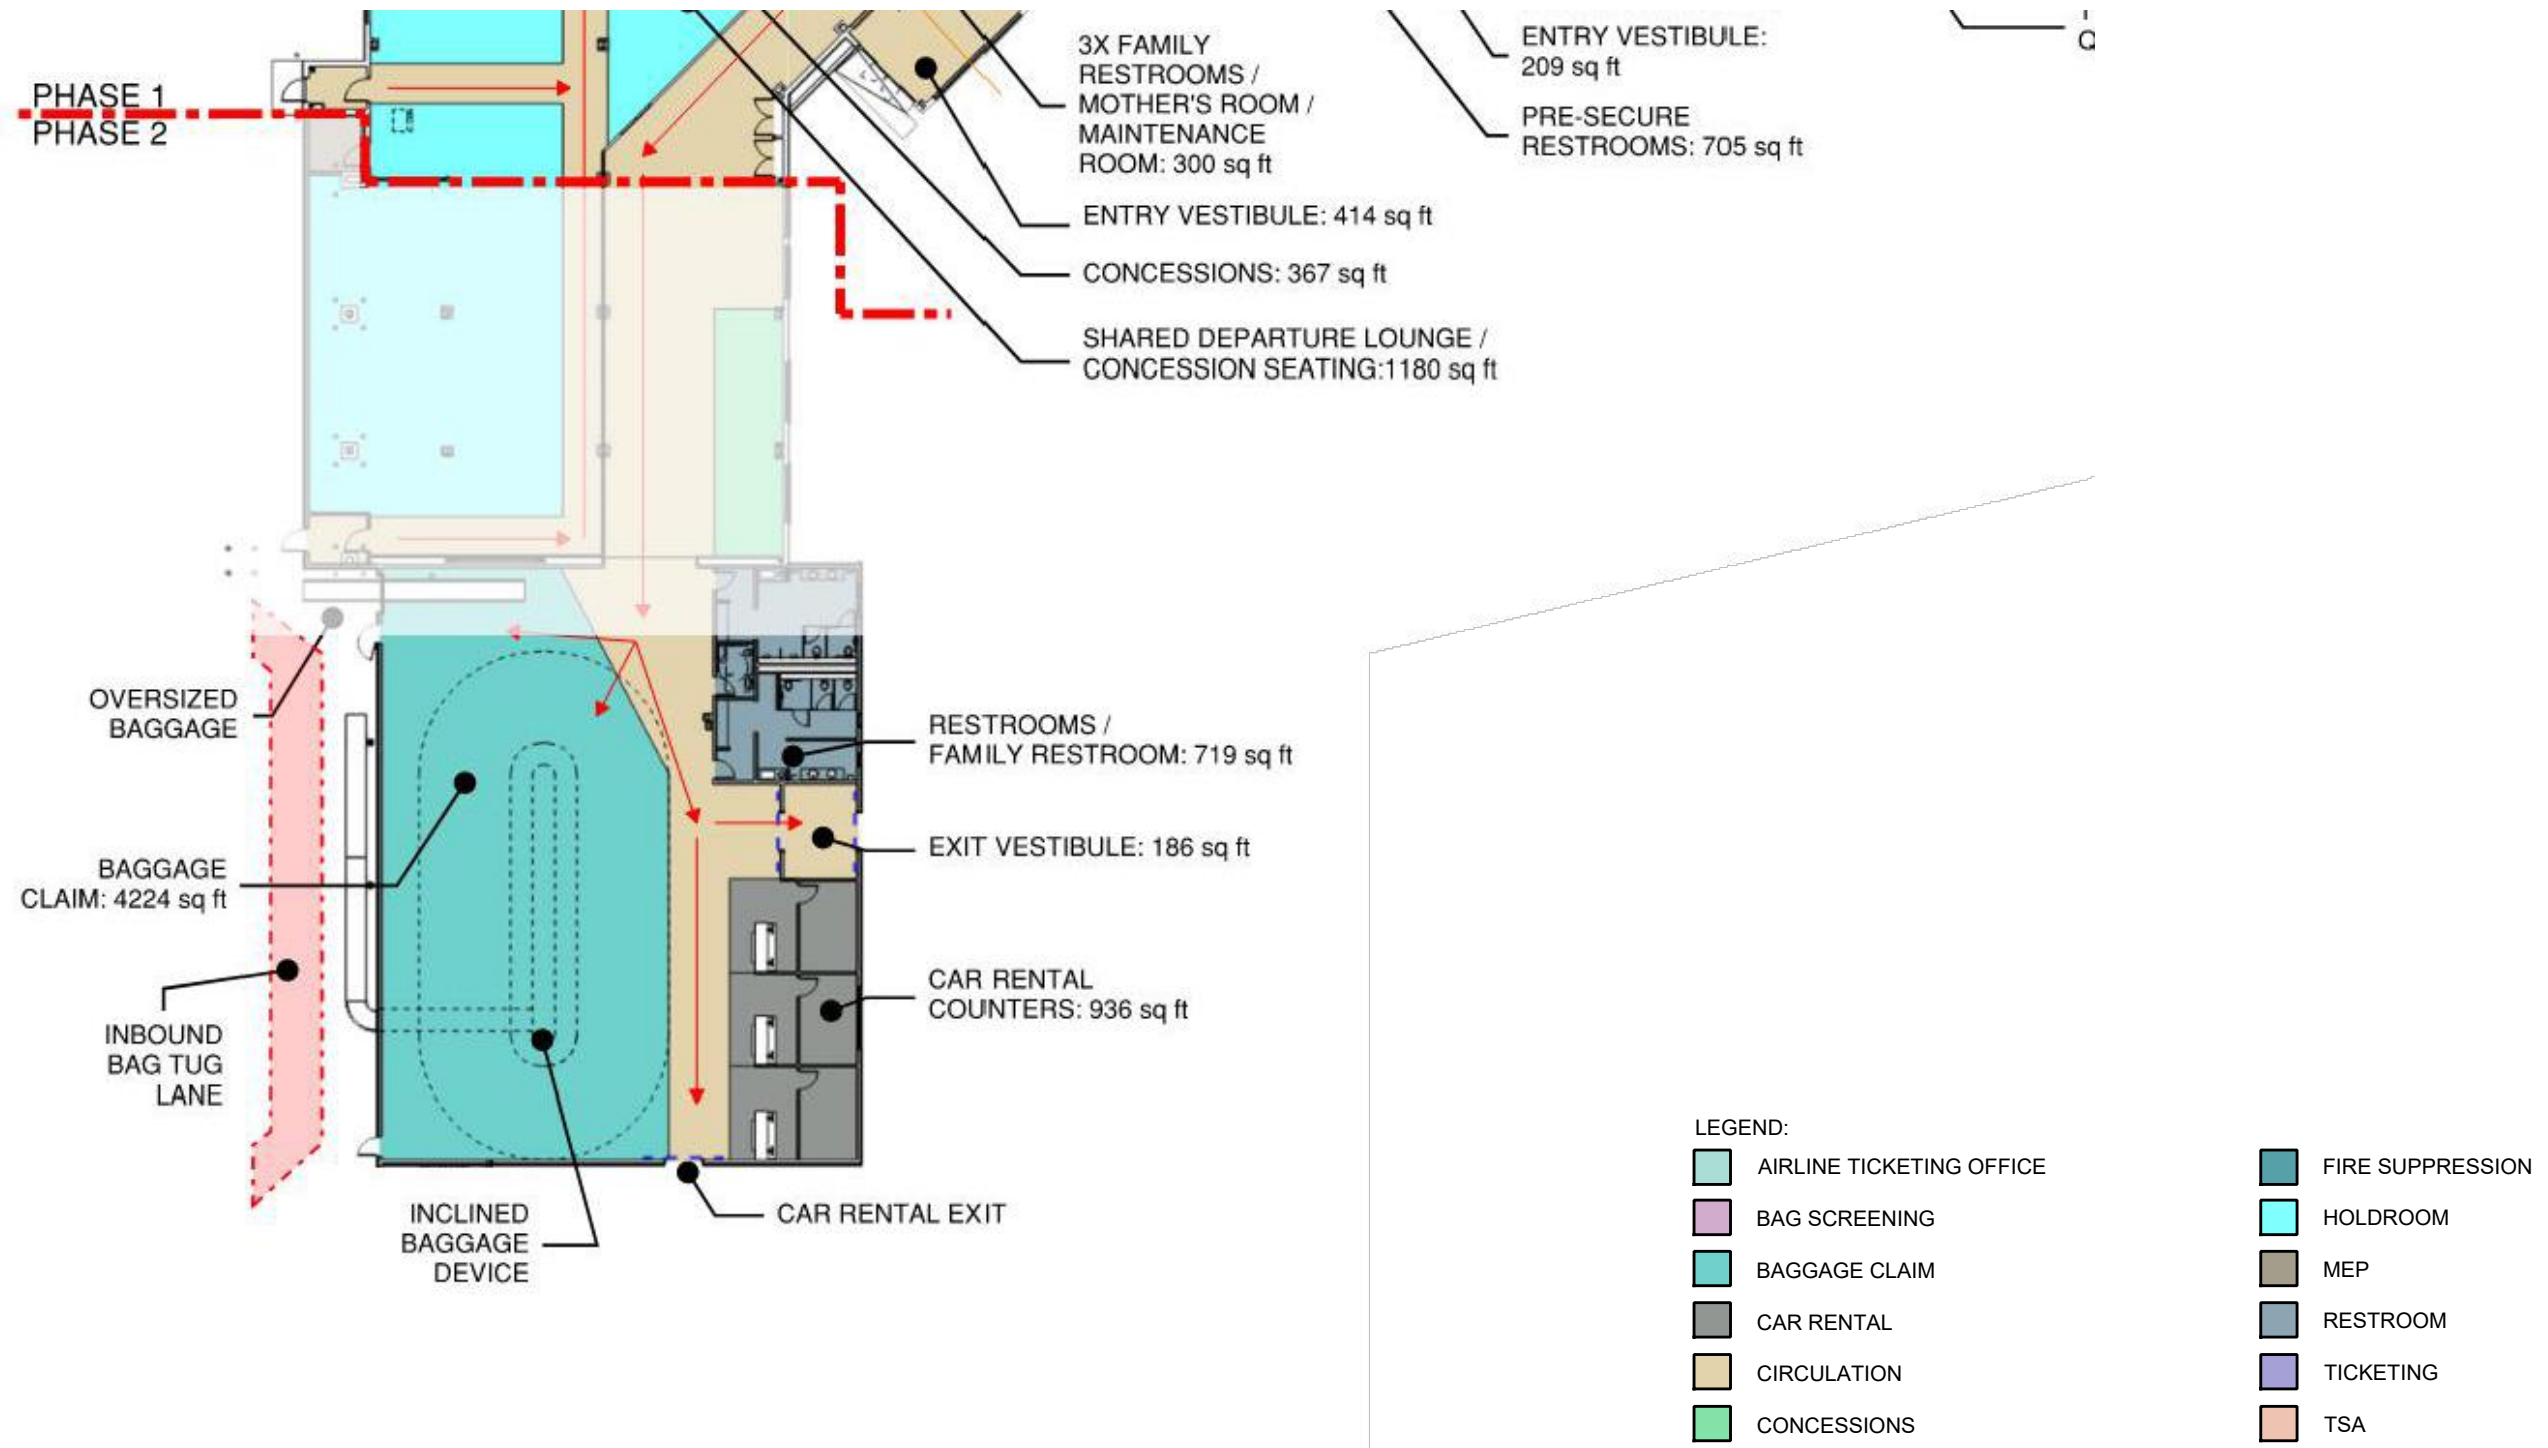 PHASE 1
PHASE 2
3X FAMILY
RESTROOMS /
MOTHER'S ROOM /
MAINTENANCE
ROOM: 300 sq ft
ENTRY VESTIBULE: 414 sq ft
CONCESSIONS: 367 sq ft
SHARED DEPARTURE LOUNGE /
CONCESSION SEATING:1180 sq ft
ENTRY VESTIBULE:
209 sq ft
PRE-SECURE
RESTROOMS: 705 sq ft
OVERSIZED
BAGGAGE
BAGGAGE
CLAIM: 4224 sq ft
INBOUND
BAG TUG
LANE
INCLINED
BAGGAGE
DEVICE
RESTROOMS /
FAMILY RESTROOM: 719 sq ft
EXIT VESTIBULE: 186 sq ft
CAR RENTAL
COUNTERS: 936 sq ft
CAR RENTAL EXIT
LEGEND:
AIRLINE TICKETING OFFICE
BAG SCREENING
BAGGAGE CLAIM
CAR RENTAL
CIRCULATION
CONCESSIONS
FIRE SUPPRESSION
HOLDROOM
MEP
RESTROOM
TICKETING
TSA